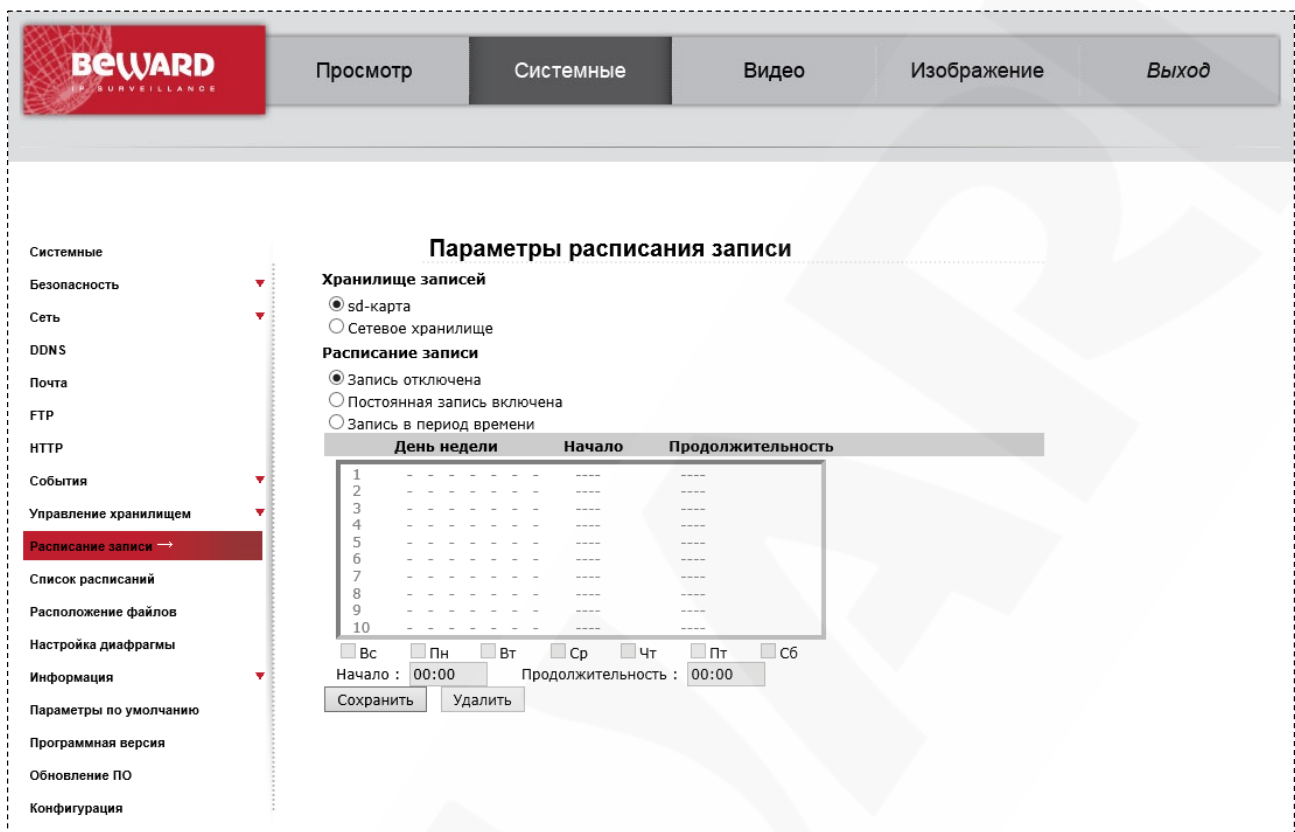 BEWARD
IP SURVEILLANCE
Просмотр Системные Видео Изображение Выход
Системные
Безопасность
Сеть
DDNS
Почта
FTP
HTTP
События
Управление хранилищем
Расписание записи →
Список расписаний
Расположение файлов
Настройка диафрагмы
Информация
Параметры по умолчанию
Программная версия
Обновление ПО
Конфигурация
Параметры расписания записи
Хранилище записей
sd-карта
Сетевое хранилище
Расписание записи
Запись отключена
Постоянная запись включена
Запись в период времени
День недели Начало Продолжительность
1 - - - - - - - ---- ----
2 - - - - - - - ---- ----
3 - - - - - - - ---- ----
4 - - - - - - - ---- ----
5 - - - - - - - ---- ----
6 - - - - - - - ---- ----
7 - - - - - - - ---- ----
8 - - - - - - - ---- ----
9 - - - - - - - ---- ----
10 - - - - - - - ---- ----
Вс Пн Вт Ср Чт Пт Сб
Начало : 00:00 Продолжительность : 00:00
Сохранить Удалить